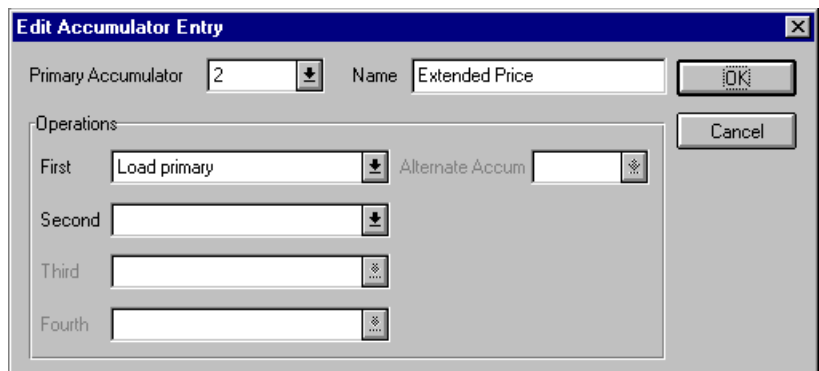 Edit Accumulator Entry
Primary Accumulator 2 Name Extended Price OK
Operations Cancel
First Load primary Alternate Accum
Second
Third
Fourth